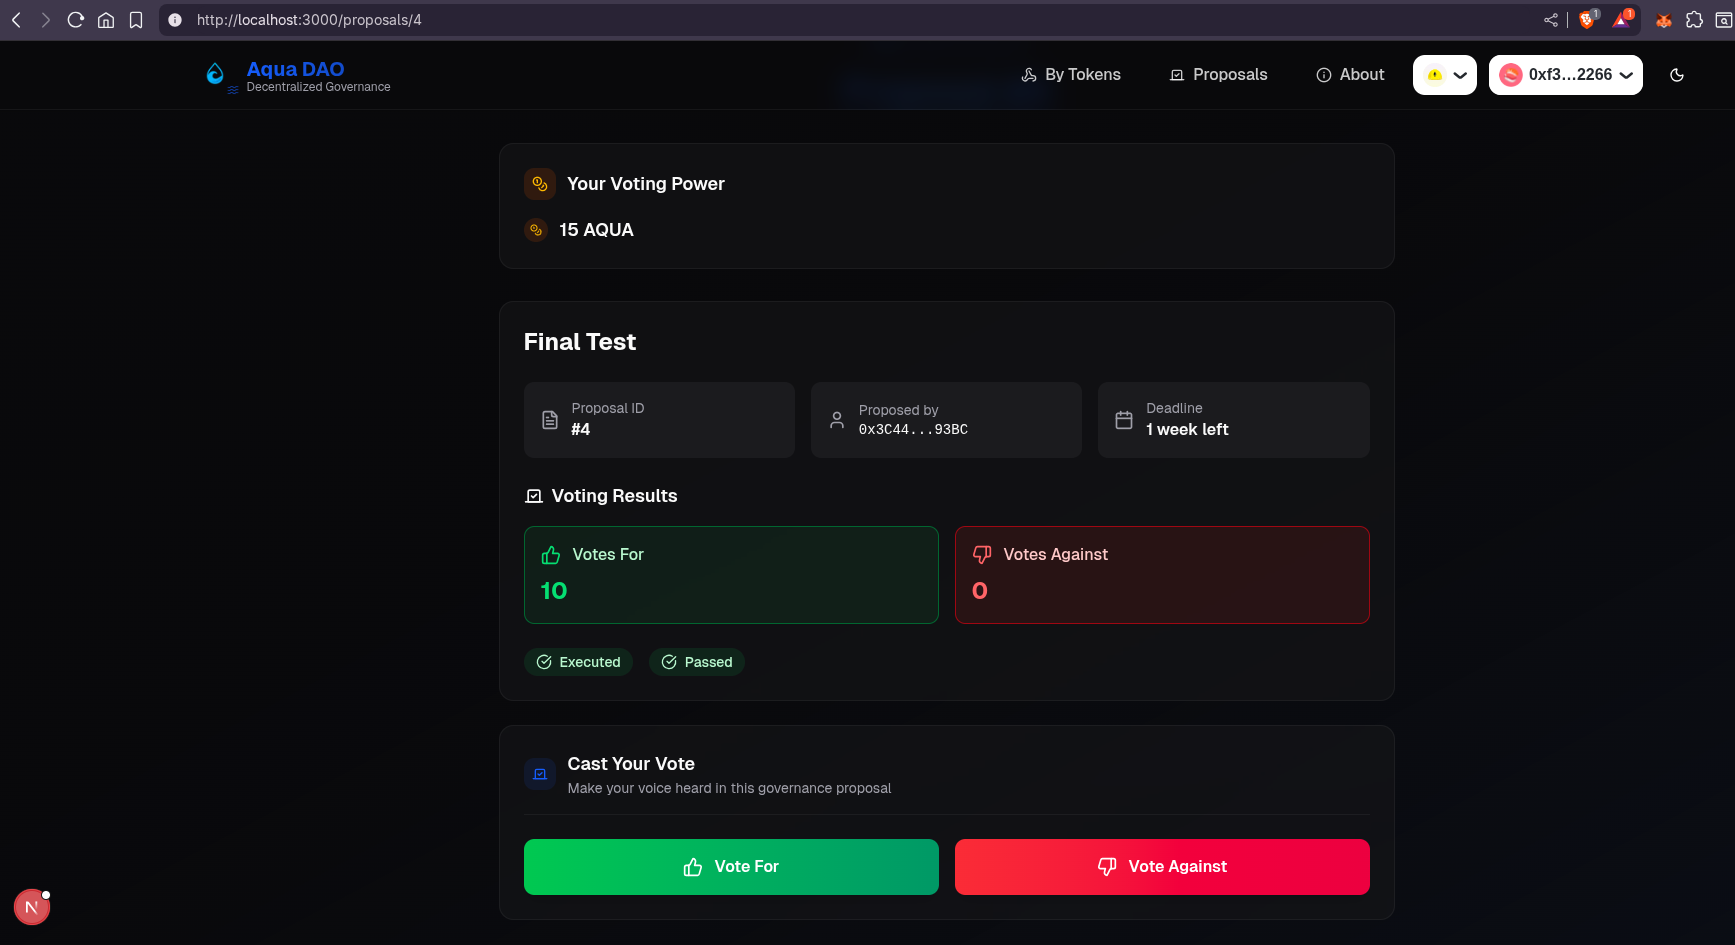 http://localhost:3000/proposals/4
1
1
Aqua DAO
Decentralized Governance
By Tokens
Proposals
About
0xf3...2266
Your Voting Power
15 AQUA
Final Test
Proposal ID
#4
Proposed by
0x3C44...93BC
Deadline
1 week left
Voting Results
Votes For
10
Votes Against
0
Executed
Passed
Cast Your Vote
Make your voice heard in this governance proposal
Vote For
Vote Against
N